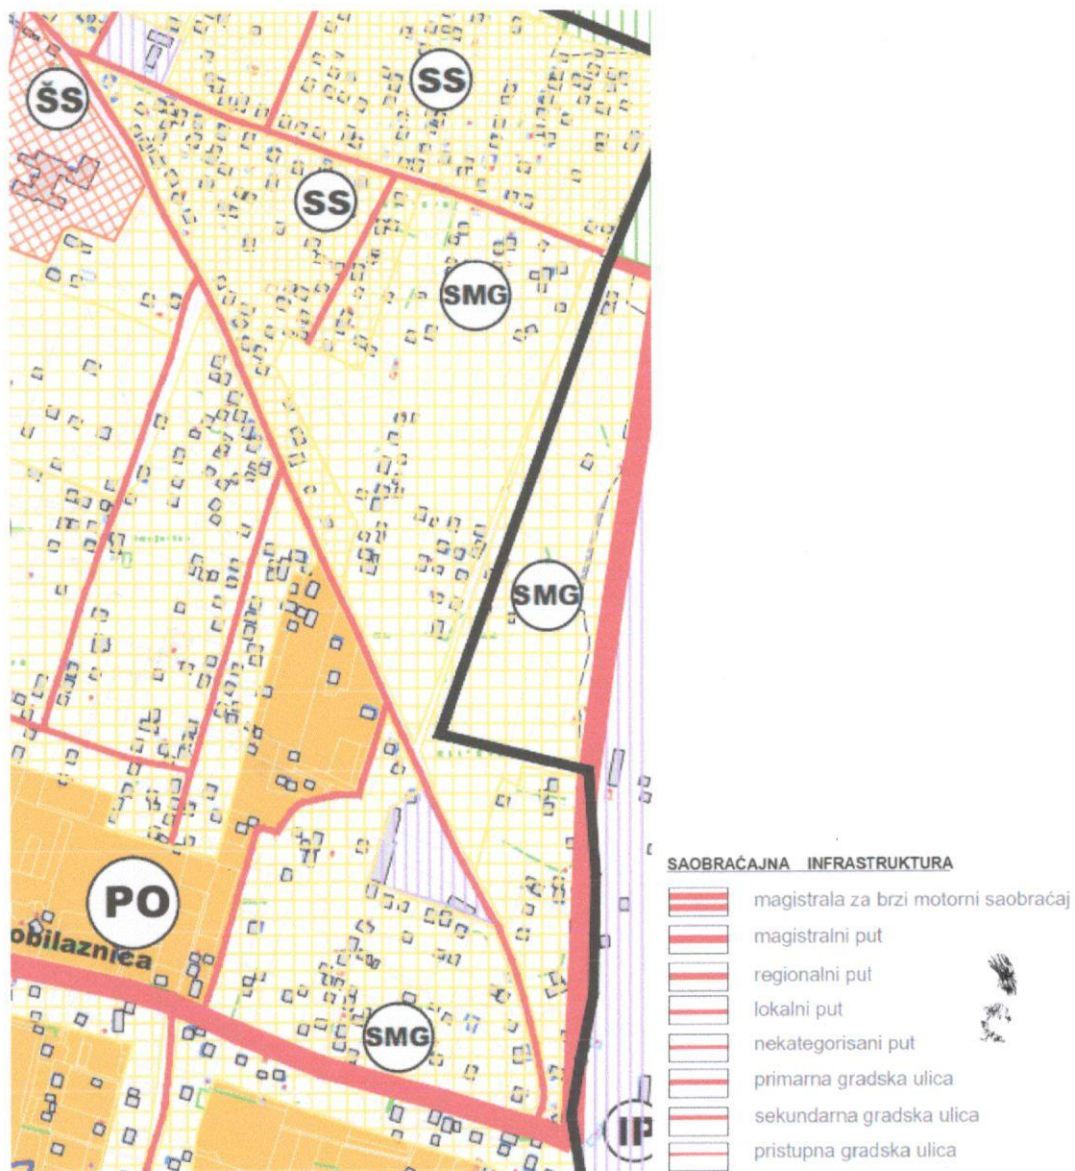 ŠS
SS
SS
SMG
SMG
PO
obilaznica
SMG
IP
SAOBRAĆAJNA INFRASTRUKTURA
magistrala za brzi motorni saobraćaj
magistralni put
regionalni put
lokalni put
nekategorisani put
primarna gradska ulica
sekundarna gradska ulica
pristupna gradska ulica